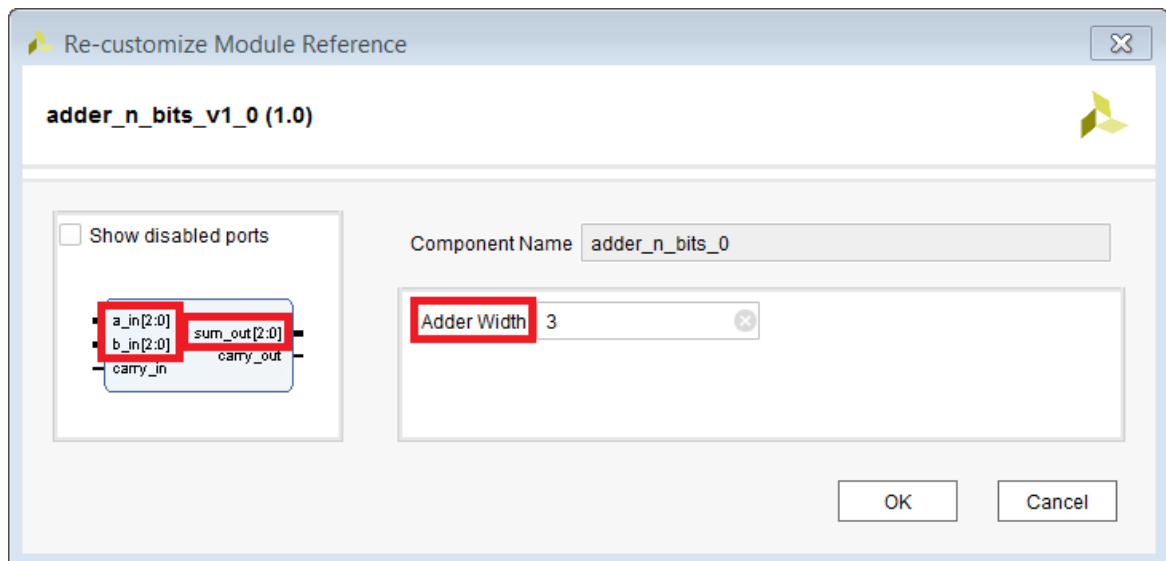 Re-customize Module Reference
adder_n_bits_v1_0 (1.0)
Show disabled ports
a_in[2:0]
b_in[2:0]
carry_in
sum_out[2:0]
carry_out
Component Name adder_n_bits_0
Adder Width 3
OK Cancel